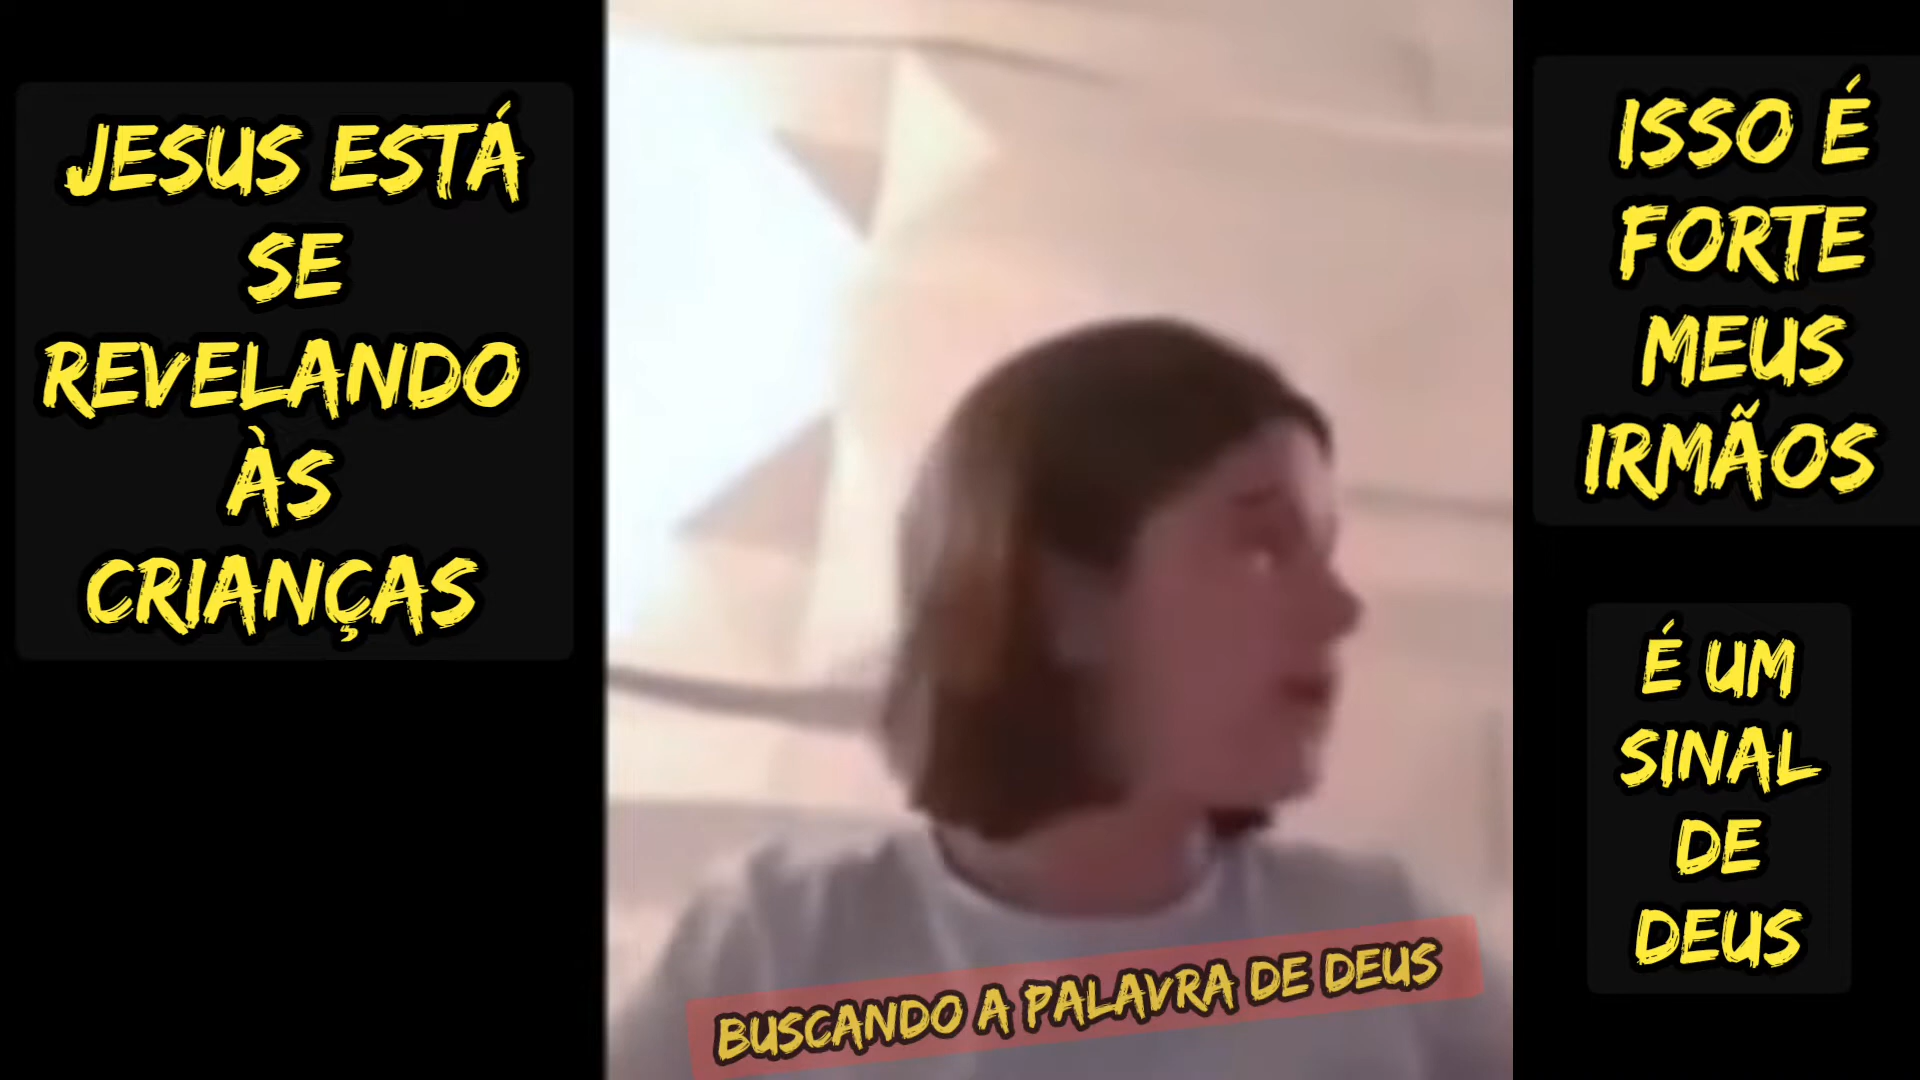 JESUS ESTÁ
SE
REVELANDO
ÀS
CRIANÇAS
ISSO É
FORTE
MEUS
IRMÃOS
É UM
SINAL
DE
DEUS
BUSCANDO A PALAVRA DE DEUS